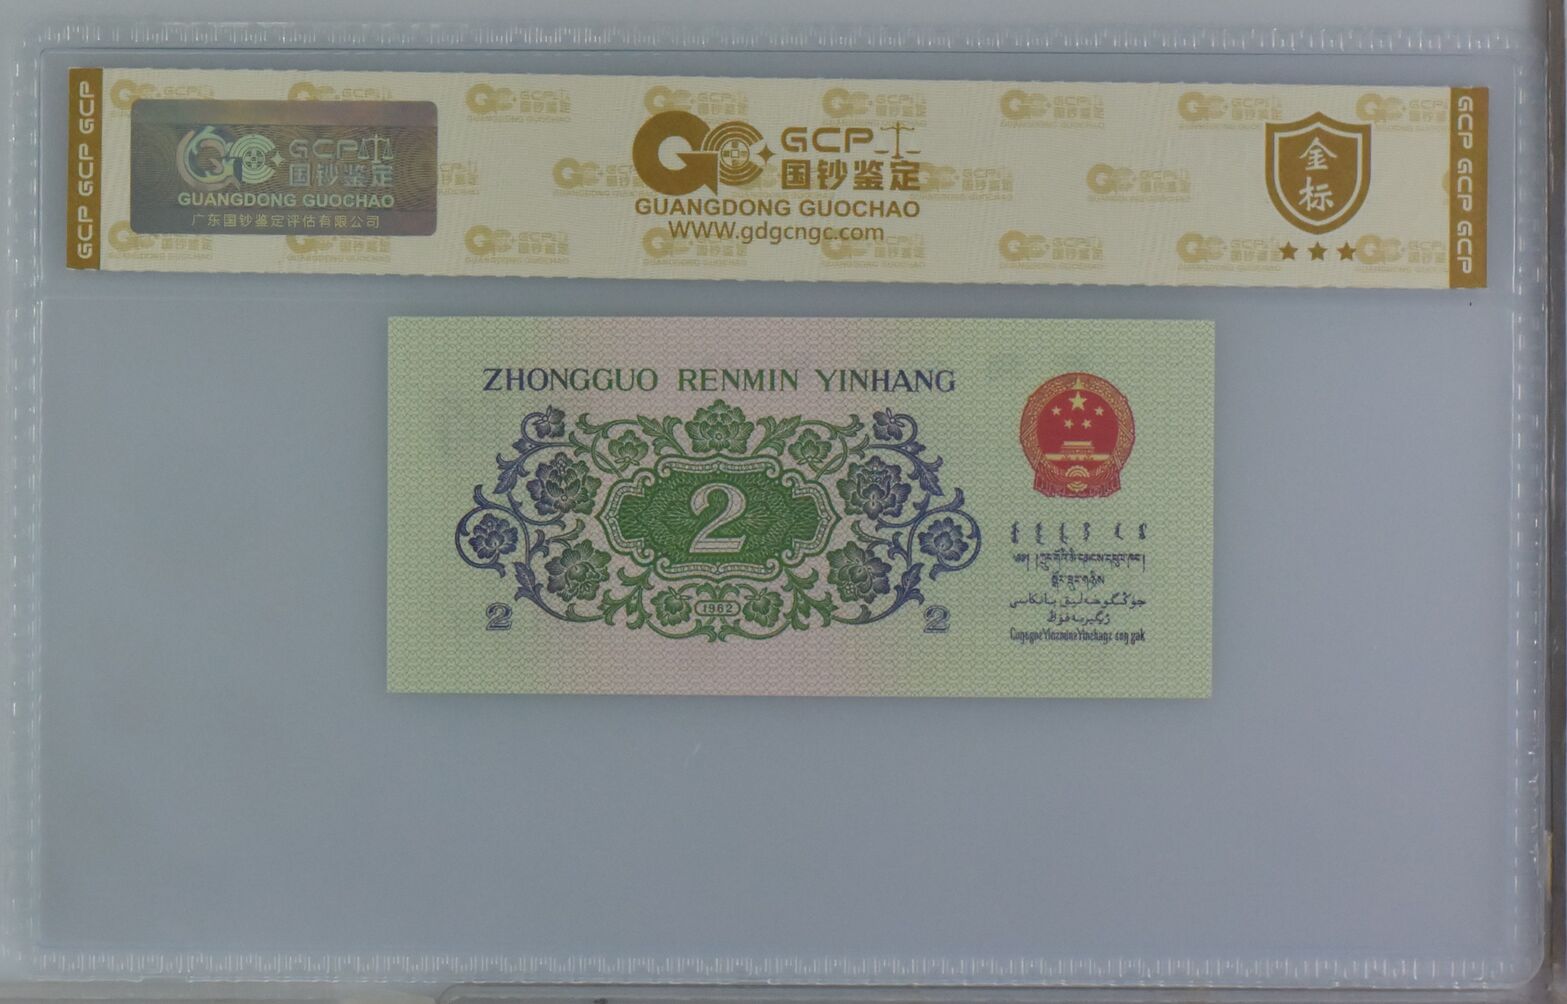 GCP GCP GCP
GCP
国钞鉴定
GUANGDONG GUOCHAO
广东国钞鉴定评估有限公司
GCP
国钞鉴定
GUANGDONG GUOCHAO
WWW.gdgcngc.com
金
标
GCP GCP GCP
ZHONGGUO RENMIN YINHANG
2
2
1962
2